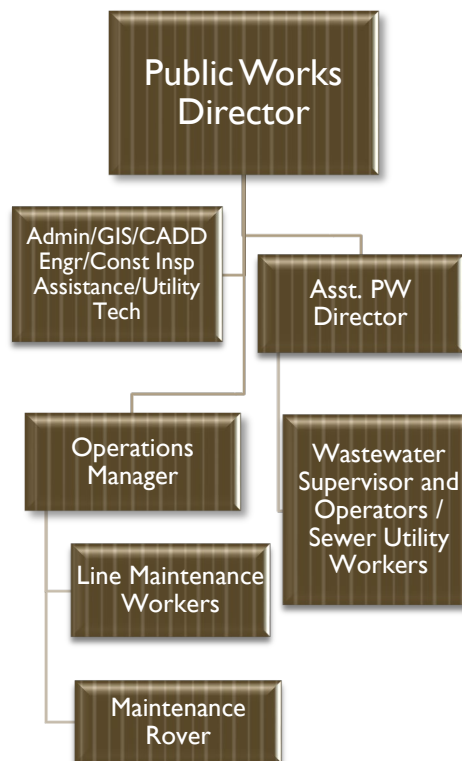 Public Works
Director
Admin/GIS/CADD
Engr/Const Insp
Assistance/Utility
Tech
Asst. PW
Director
Operations
Manager
Wastewater
Supervisor and
Operators /
Sewer Utility
Workers
Line Maintenance
Workers
Maintenance
Rover